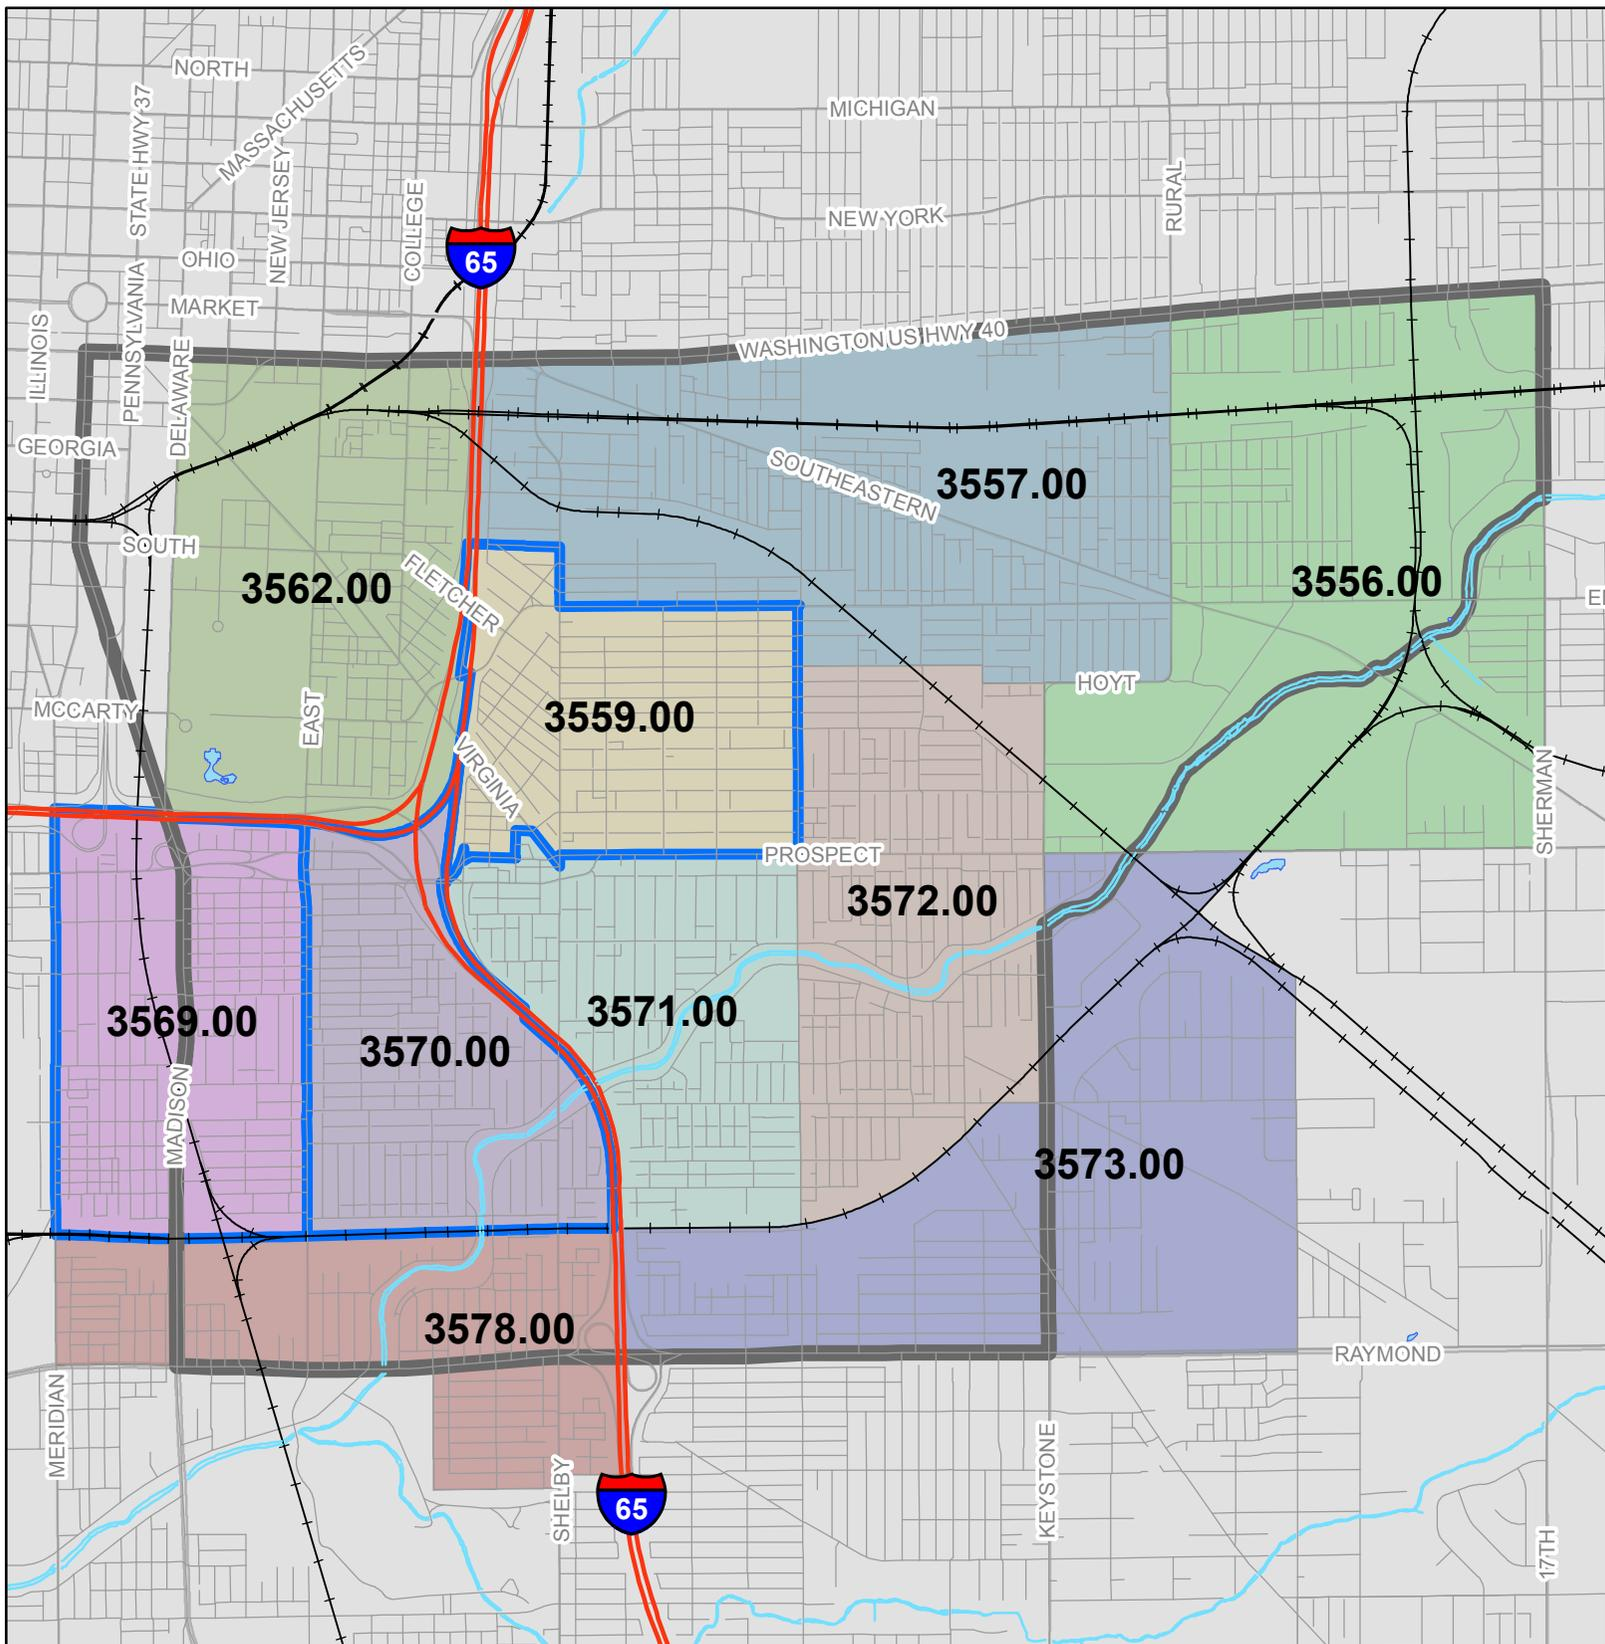 NORTH
MASSACHUSETTS
STATE HWY 37
MICHIGAN
NEW JERSEY
COLLEGE
RURAL
NEW YORK
OHIO
65
PENNSYLVANIA
MARKET
ILLINOIS
WASHINGTON US HWY 40
DELAWARE
GEORGIA
SOUTHEASTERN
3557.00
SOUTH
FLETCHER
3562.00
3556.00
HOYT
MCCARTY
EAST
3559.00
VIRGINIA
SHERMAN
PROSPECT
3572.00
3571.00
3569.00
3570.00
MADISON
3573.00
3578.00
RAYMOND
MERIDIAN
SHELBY
KEYSTONE
65
17TH